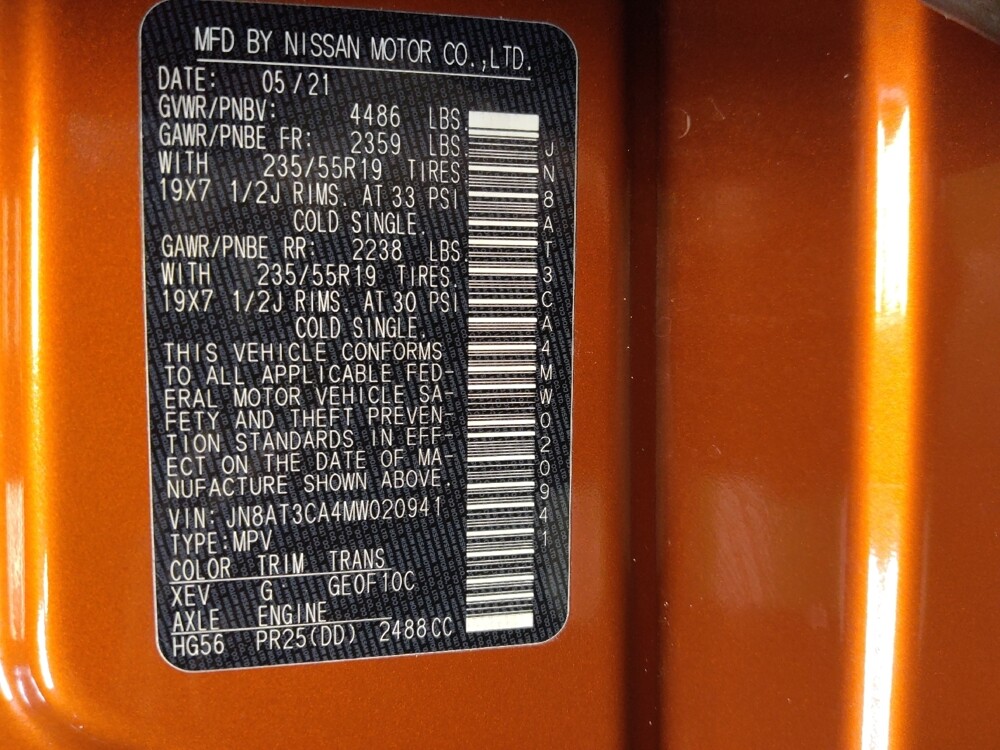 MFD BY NISSAN MOTOR CO.,LTD.
DATE: 05/21
GVWR/PNBV: 4486 LBS.
GAWR/PNBE FR: 2359 LBS.
WITH 235/55R19 TIRES
19X7 1/2J RIMS. AT 33 PSI
COLD SINGLE.
GAWR/PNBE RR: 2238 LBS.
WITH 235/55R19 TIRES.
19X7 1/2J RIMS. AT 30 PSI
COLD SINGLE.
THIS VEHICLE CONFORMS
TO ALL APPLICABLE FED-
ERAL MOTOR VEHICLE SA-
FETY AND THEFT PREVEN-
TION STANDARDS IN EFF-
ECT ON THE DATE OF MA-
NUFACTURE SHOWN ABOVE.
VIN: JN8AT3CA4MW020941
TYPE:MPV
COLOR TRIM TRANS
XEV G GE0F10C
AXLE ENGINE
HG56 PR25(DD) 2488CC
JN8AT3CA4MW020941